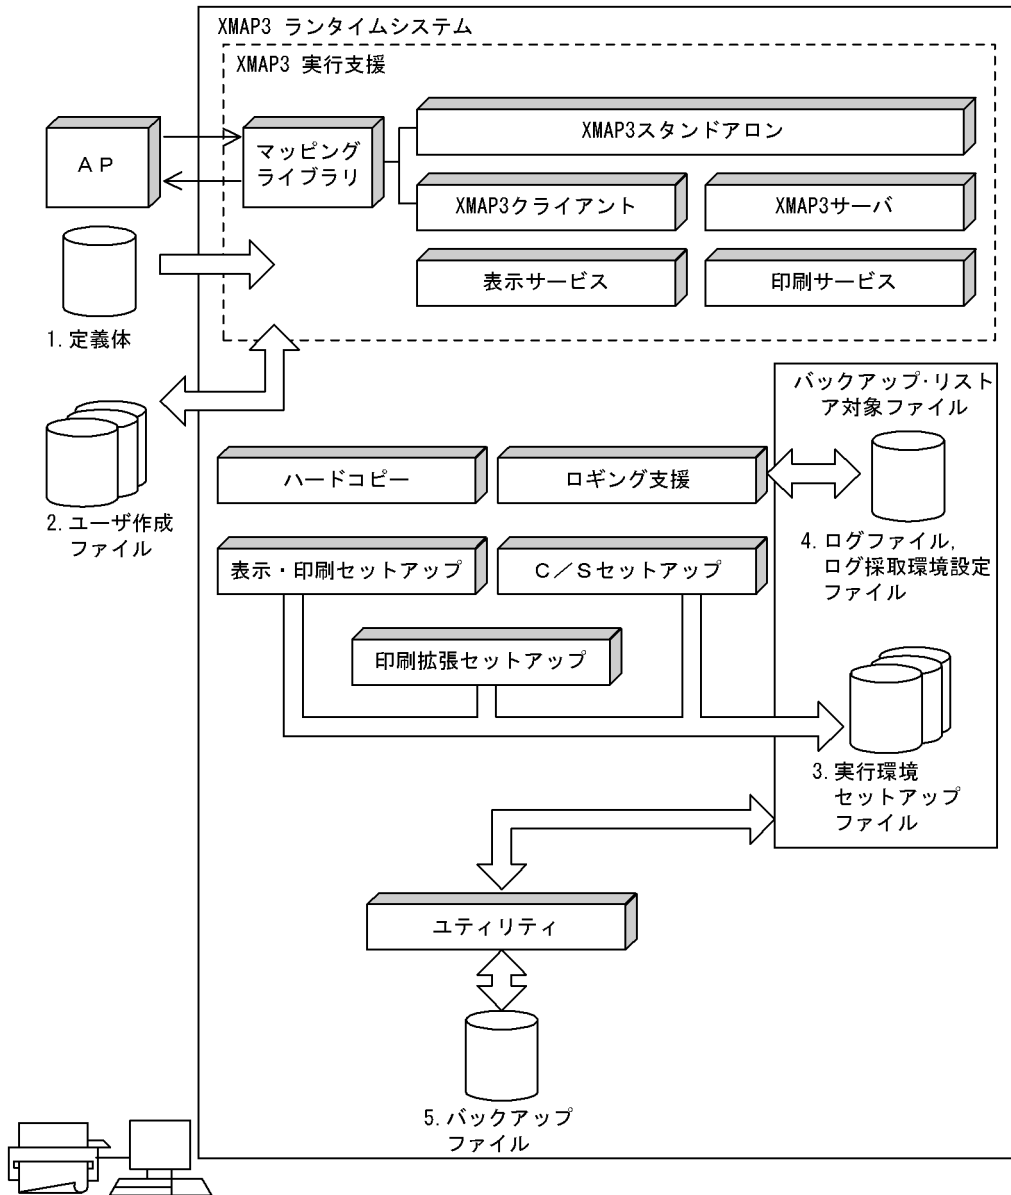 XMAP3 ランタイムシステム
XMAP3 実行支援
AP
マッピング
ライブラリ
XMAP3スタンドアロン
XMAP3クライアント
XMAP3サーバ
表示サービス
印刷サービス
1. 定義体
2. ユーザ作成
ファイル
バックアップ・リスト
ア対象ファイル
ハードコピー
ロギング支援
4. ログファイル,
ログ採取環境設定
ファイル
表示・印刷セットアップ
C/Sセットアップ
印刷拡張セットアップ
3. 実行環境
セットアップ
ファイル
ユティリティ
5. バックアップ
ファイル